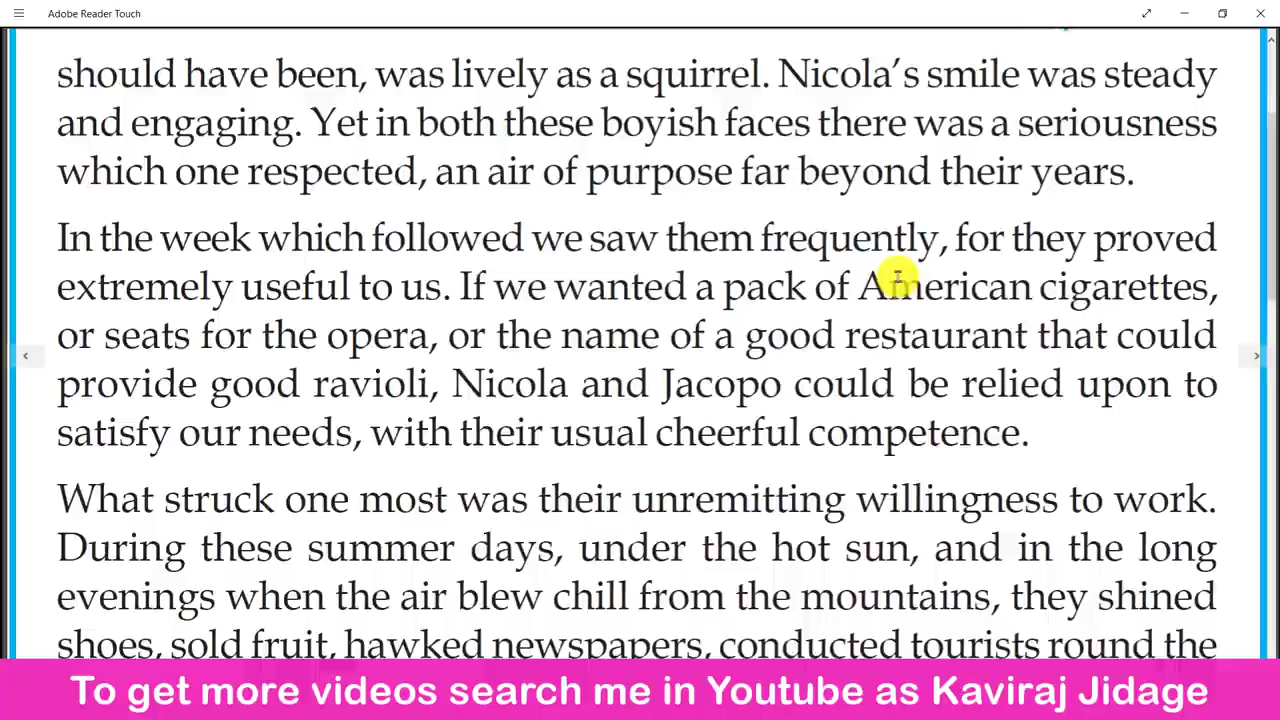 Adobe Reader Touch
should have been, was lively as a squirrel. Nicola’s smile was steady
and engaging. Yet in both these boyish faces there was a seriousness
which one respected, an air of purpose far beyond their years.
In the week which followed we saw them frequently, for they proved
extremely useful to us. If we wanted a pack of American cigarettes,
or seats for the opera, or the name of a good restaurant that could
provide good ravioli, Nicola and Jacopo could be relied upon to
satisfy our needs, with their usual cheerful competence.
What struck one most was their unremitting willingness to work.
During these summer days, under the hot sun, and in the long
evenings when the air blew chill from the mountains, they shined
shoes, sold fruit, hawked newspapers, conducted tourists round the
To get more videos search me in Youtube as Kaviraj Jidage